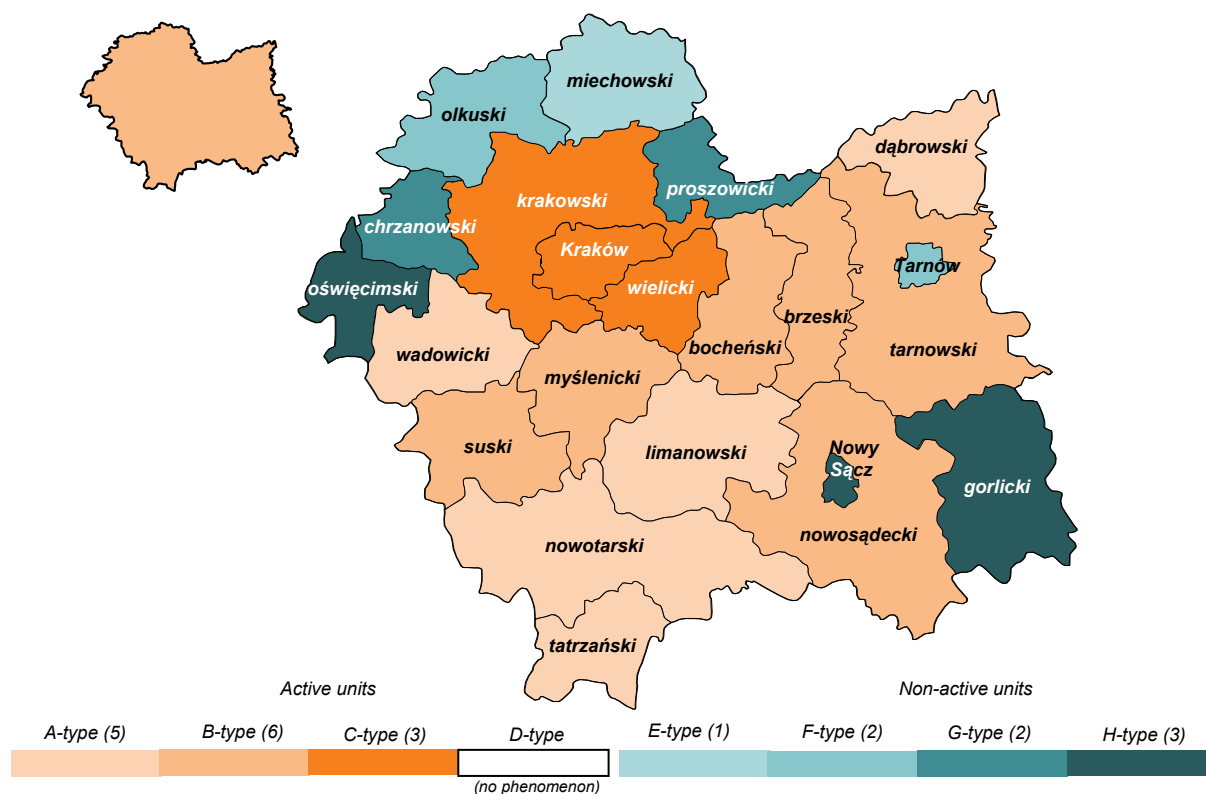 miechowski
olkuski
dąbrowski
krakowski
proszowicki
chrzanowski
Kraków
Tarnów
oświęcimski
wielicki
brzeski
wadowicki
bocheński
tarnowski
myślenicki
suski
limanowski
Nowy
Sącz
gorlicki
nowotarski
nowosądecki
tatrzański
Active units
Non-active units
A-type (5)
B-type (6)
C-type (3)
D-type
E-type (1)
F-type (2)
G-type (2)
H-type (3)
(no phenomenon)